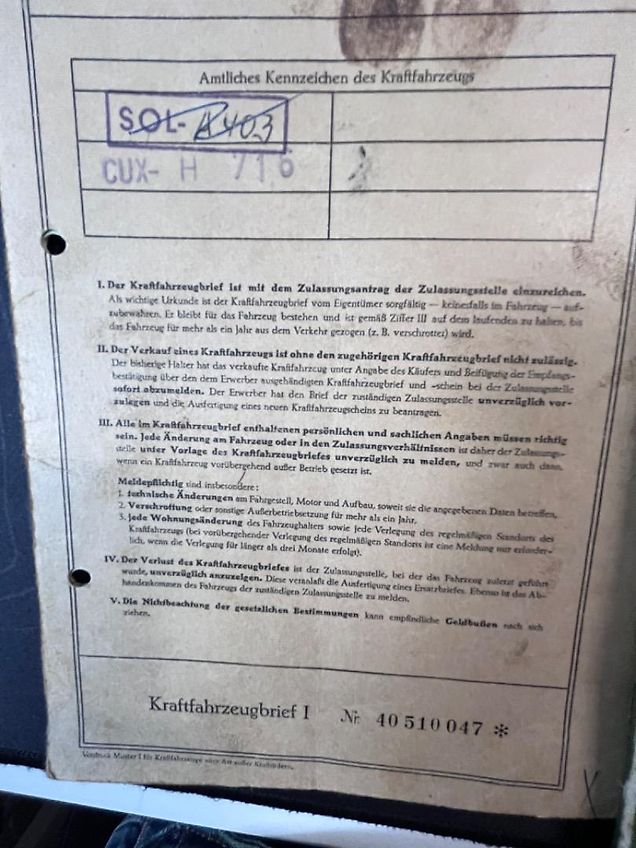 Amtliches Kennzeichen des Kraftfahrzeugs
SOL- A403
CUX- H 716
I. Der Kraftfahrzeugbrief ist mit dem Zulassungsantrag der Zulassungsstelle einzureichen.
Als wichtige Urkunde ist der Kraftfahrzeugbrief vom Eigentümer sorgfältig — keinesfalls im Fahrzeug — auf-
zubewahren. Er bleibt für das Fahrzeug bestehen und ist gemäß Ziffer III auf dem laufenden zu halten, bis
das Fahrzeug für mehr als ein Jahr aus dem Verkehr gezogen (z. B. verschrottet) wird.
II. Der Verkauf eines Kraftfahrzeugs ist ohne den zugehörigen Kraftfahrzeugbrief nicht zulässig.
Der bisherige Halter hat das verkaufte Kraftfahrzeug unter Angabe des Käufers und Beifügung der Empfangs-
bestätigung über den dem Erwerber ausgehändigten Kraftfahrzeugbrief und -schein bei der Zulassungsstelle
sofort abzumelden. Der Erwerber hat den Brief der zuständigen Zulassungsstelle unverzüglich vor-
zulegen und die Ausfertigung eines neuen Kraftfahrzeugscheins zu beantragen.
III. Alle im Kraftfahrzeugbrief enthaltenen persönlichen und sachlichen Angaben müssen richtig
sein. Jede Änderung am Fahrzeug oder in den Zulassungsverhältnissen ist daher der Zulassungs-
stelle unter Vorlage des Kraftfahrzeugbriefes unverzüglich zu melden, und zwar auch dann,
wenn ein Kraftfahrzeug vorübergehend außer Betrieb gesetzt ist.
Meldepflichtig sind insbesondere:
1. technische Änderungen am Fahrgestell, Motor und Aufbau, soweit sie die angegebenen Daten betreffen,
2. Verschrottung oder sonstige Außerbetriebsetzung für mehr als ein Jahr,
3. jede Wohnungsänderung des Fahrzeughalters sowie jede Verlegung des regelmäßigen Standorts des
Kraftfahrzeugs (bei vorübergehender Verlegung des regelmäßigen Standorts ist eine Meldung nur erforder-
lich, wenn die Verlegung für länger als drei Monate erfolgt).
IV. Der Verlust des Kraftfahrzeugbriefes ist der Zulassungsstelle, bei der das Fahrzeug zuletzt geführt
wurde, unverzüglich anzuzeigen. Diese veranlaßt die Ausfertigung eines Ersatzbriefes. Ebenso ist das Ab-
handenkommen des Fahrzeugs der zuständigen Zulassungsstelle zu melden.
V. Die Nichtbeachtung der gesetzlichen Bestimmungen kann empfindliche Geldbußen nach sich
ziehen.
Kraftfahrzeugbrief I Nr. 40 510 047 *
Vordruck Muster I für Kraftfahrzeuge aller Art außer Krafträdern.